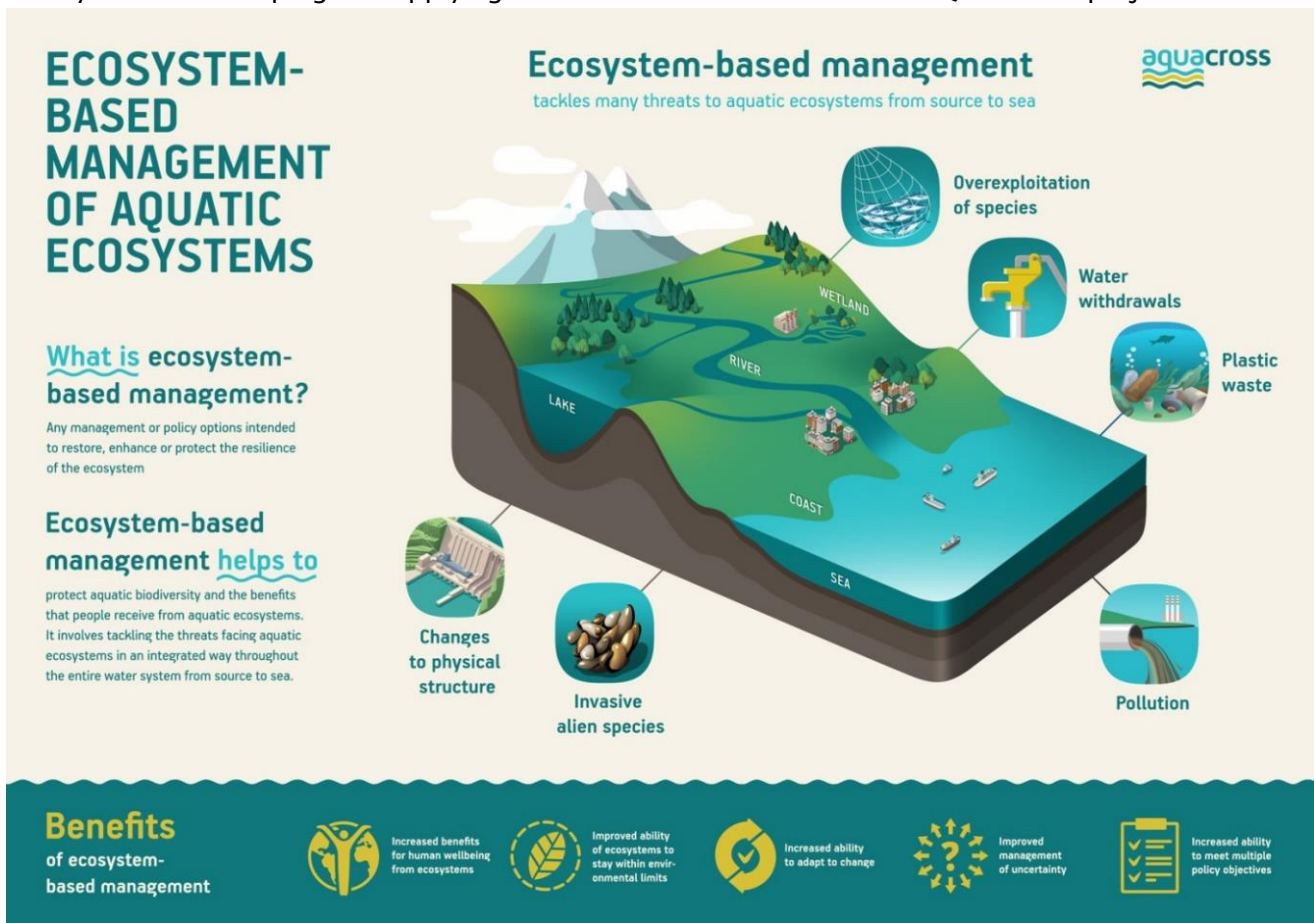 ECOSYSTEM-
BASED
MANAGEMENT
OF AQUATIC
ECOSYSTEMS
What is ecosystem-
based management?
Any management or policy options intended
to restore, enhance or protect the resilience
of the ecosystem
Ecosystem-based
management helps to
protect aquatic biodiversity and the benefits
that people receive from aquatic ecosystems.
It involves tackling the threats facing aquatic
ecosystems in an integrated way throughout
the entire water system from source to sea.
Ecosystem-based management
tackles many threats to aquatic ecosystems from source to sea
aquacross
Overexploitation
of species
Water
withdrawals
Plastic
waste
WETLAND
RIVER
LAKE
COAST
SEA
Changes
to physical
structure
Invasive
alien species
Pollution
Benefits
of ecosystem-
based management
Increased benefits
for human wellbeing
from ecosystems
Improved ability
of ecosystems to
stay within envir-
onmental limits
Increased ability
to adapt to change
?
Improved
management
of uncertainty
Increased ability
to meet multiple
policy objectives